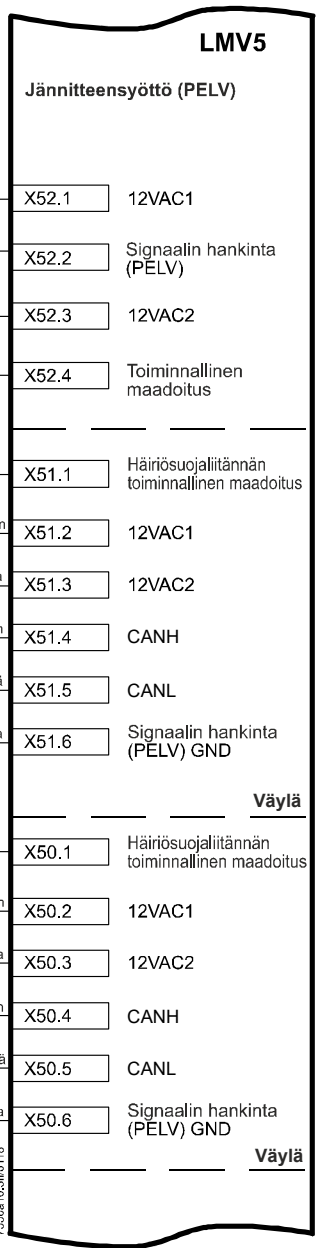 LMV5
Jännitteensyöttö (PELV)
X52.1 12VAC1
X52.2 Signaalin hankinta
(PELV)
X52.3 12VAC2
X52.4 Toiminnallinen
maadoitus
X51.1 Häiriösuojaliitännän
toiminnallinen maadoitus
X51.2 12VAC1
X51.3 12VAC2
X51.4 CANH
X51.5 CANL
X51.6 Signaalin hankinta
(PELV) GND
Väylä
X50.1 Häiriösuojaliitännän
toiminnallinen maadoitus
X50.2 12VAC1
X50.3 12VAC2
X50.4 CANH
X50.5 CANL
X50.6 Signaalin hankinta
(PELV) GND
Väylä